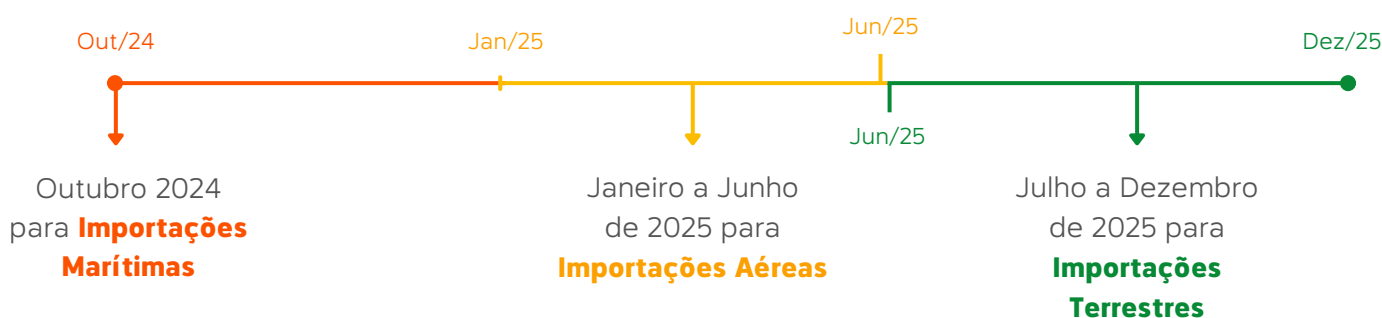 Out/24
Jan/25
Jun/25
Dez/25
Jun/25
Outubro 2024
para Importações
Marítimas
Janeiro a Junho
de 2025 para
Importações Aéreas
Julho a Dezembro
de 2025 para
Importações
Terrestres